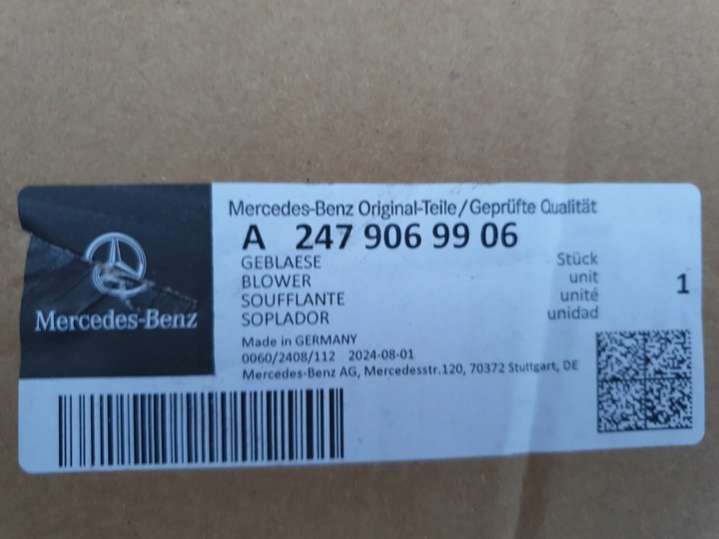 Mercedes-Benz Original-Teile/Geprüfte Qualität
A 247 906 99 06
GEBLAESE Stück
BLOWER unit 1
SOUFFLANTE unité
SOPLADOR unidad
Mercedes-Benz
Made in GERMANY
0060/2408/112 2024-08-01
Mercedes-Benz AG, Mercedesstr.120, 70372 Stuttgart, DE